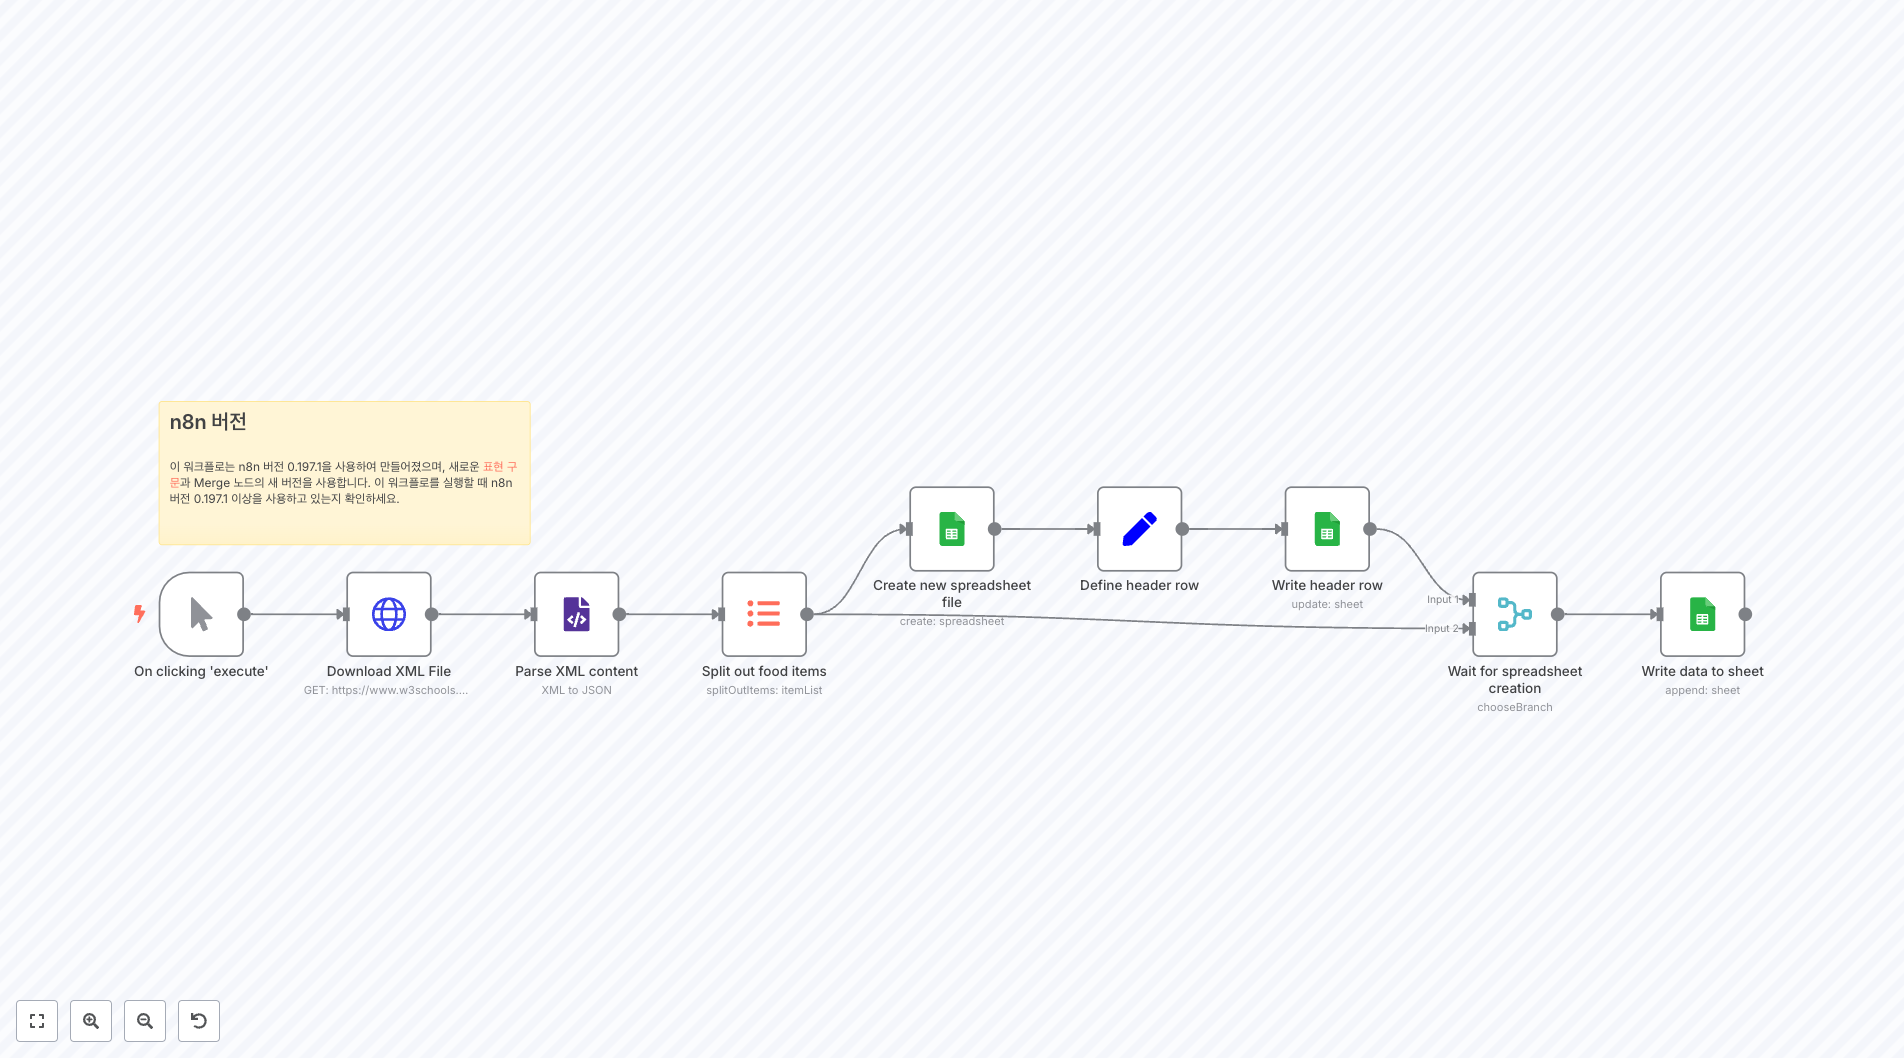 n8n 버전
이 워크플로는 n8n 버전 0.197.1을 사용하여 만들어졌으며, 새로운 표현 구
문과 Merge 노드의 새 버전을 사용합니다. 이 워크플로를 실행할 때 n8n
버전 0.197.1 이상을 사용하고 있는지 확인하세요.
On clicking 'execute'
Download XML File
GET: https://www.w3schools....
Parse XML content
XML to JSON
Split out food items
splitOutItems: itemList
Create new spreadsheet
file
create: spreadsheet
Define header row
Write header row
update: sheet
Input 1
Input 2
Wait for spreadsheet
creation
chooseBranch
Write data to sheet
append: sheet